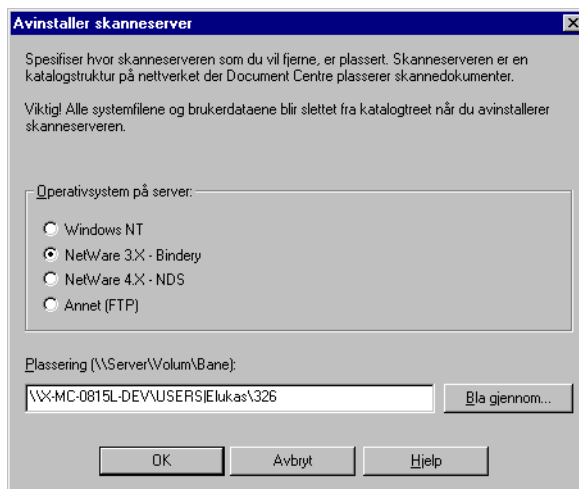 Avinstaller skanneserver
Spesifiser hvor skanneserveren som du vil fjerne, er plassert. Skanneserveren er en
katalogstruktur på nettverket der Document Centre plasserer skannedokumenter.
Viktig! Alle systemfilene og brukerdataene blir slettet fra katalogtreet når du avinstallerer
skanneserveren.
Operativsystem på server:
Windows NT
NetWare 3.X - Bindery
NetWare 4.X - NDS
Annet (FTP)
Plassering (\\Server\Volum\Bane):
\\X-MC-0815L-DEV\USERS|Elukas\326
Bla gjennom...
OK
Avbryt
Hjelp